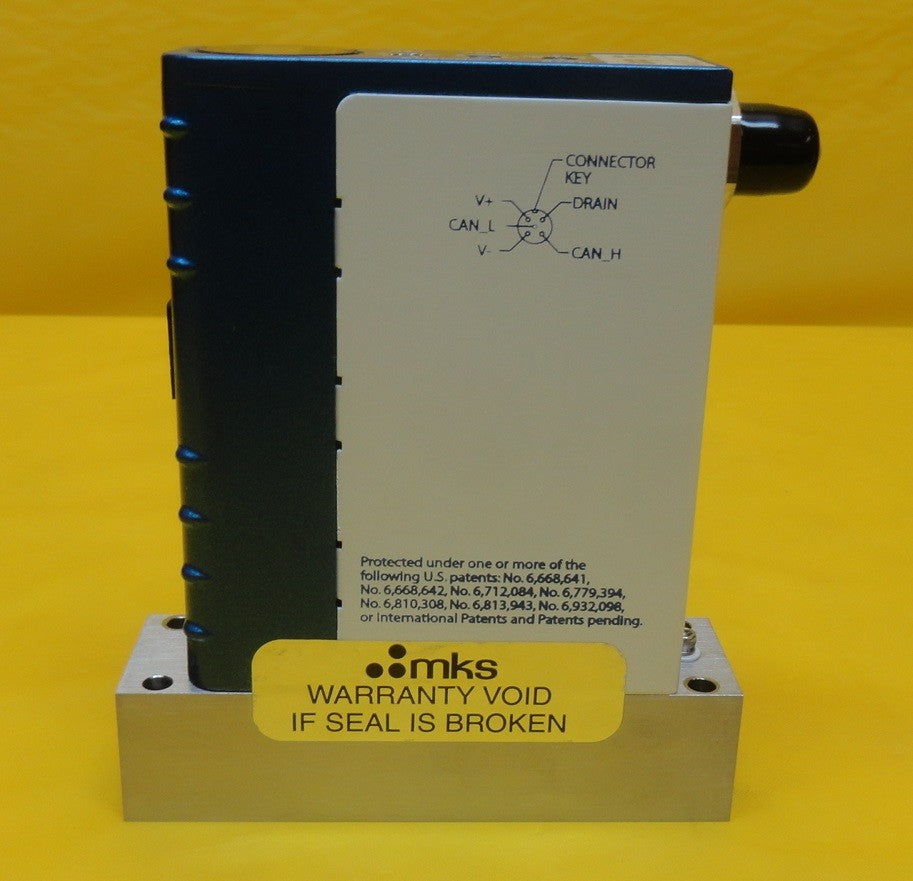 CONNECTOR
KEY
V+
DRAIN
CAN_L
V-
CAN_H
Protected under one or more of the
following U.S. patents: No. 6,668,641,
No. 6,668,642, No. 6,712,084, No. 6,779,394,
No. 6,810,308, No. 6,813,943, No. 6,932,098,
or International Patents and Patents pending.
mks
WARRANTY VOID
IF SEAL IS BROKEN